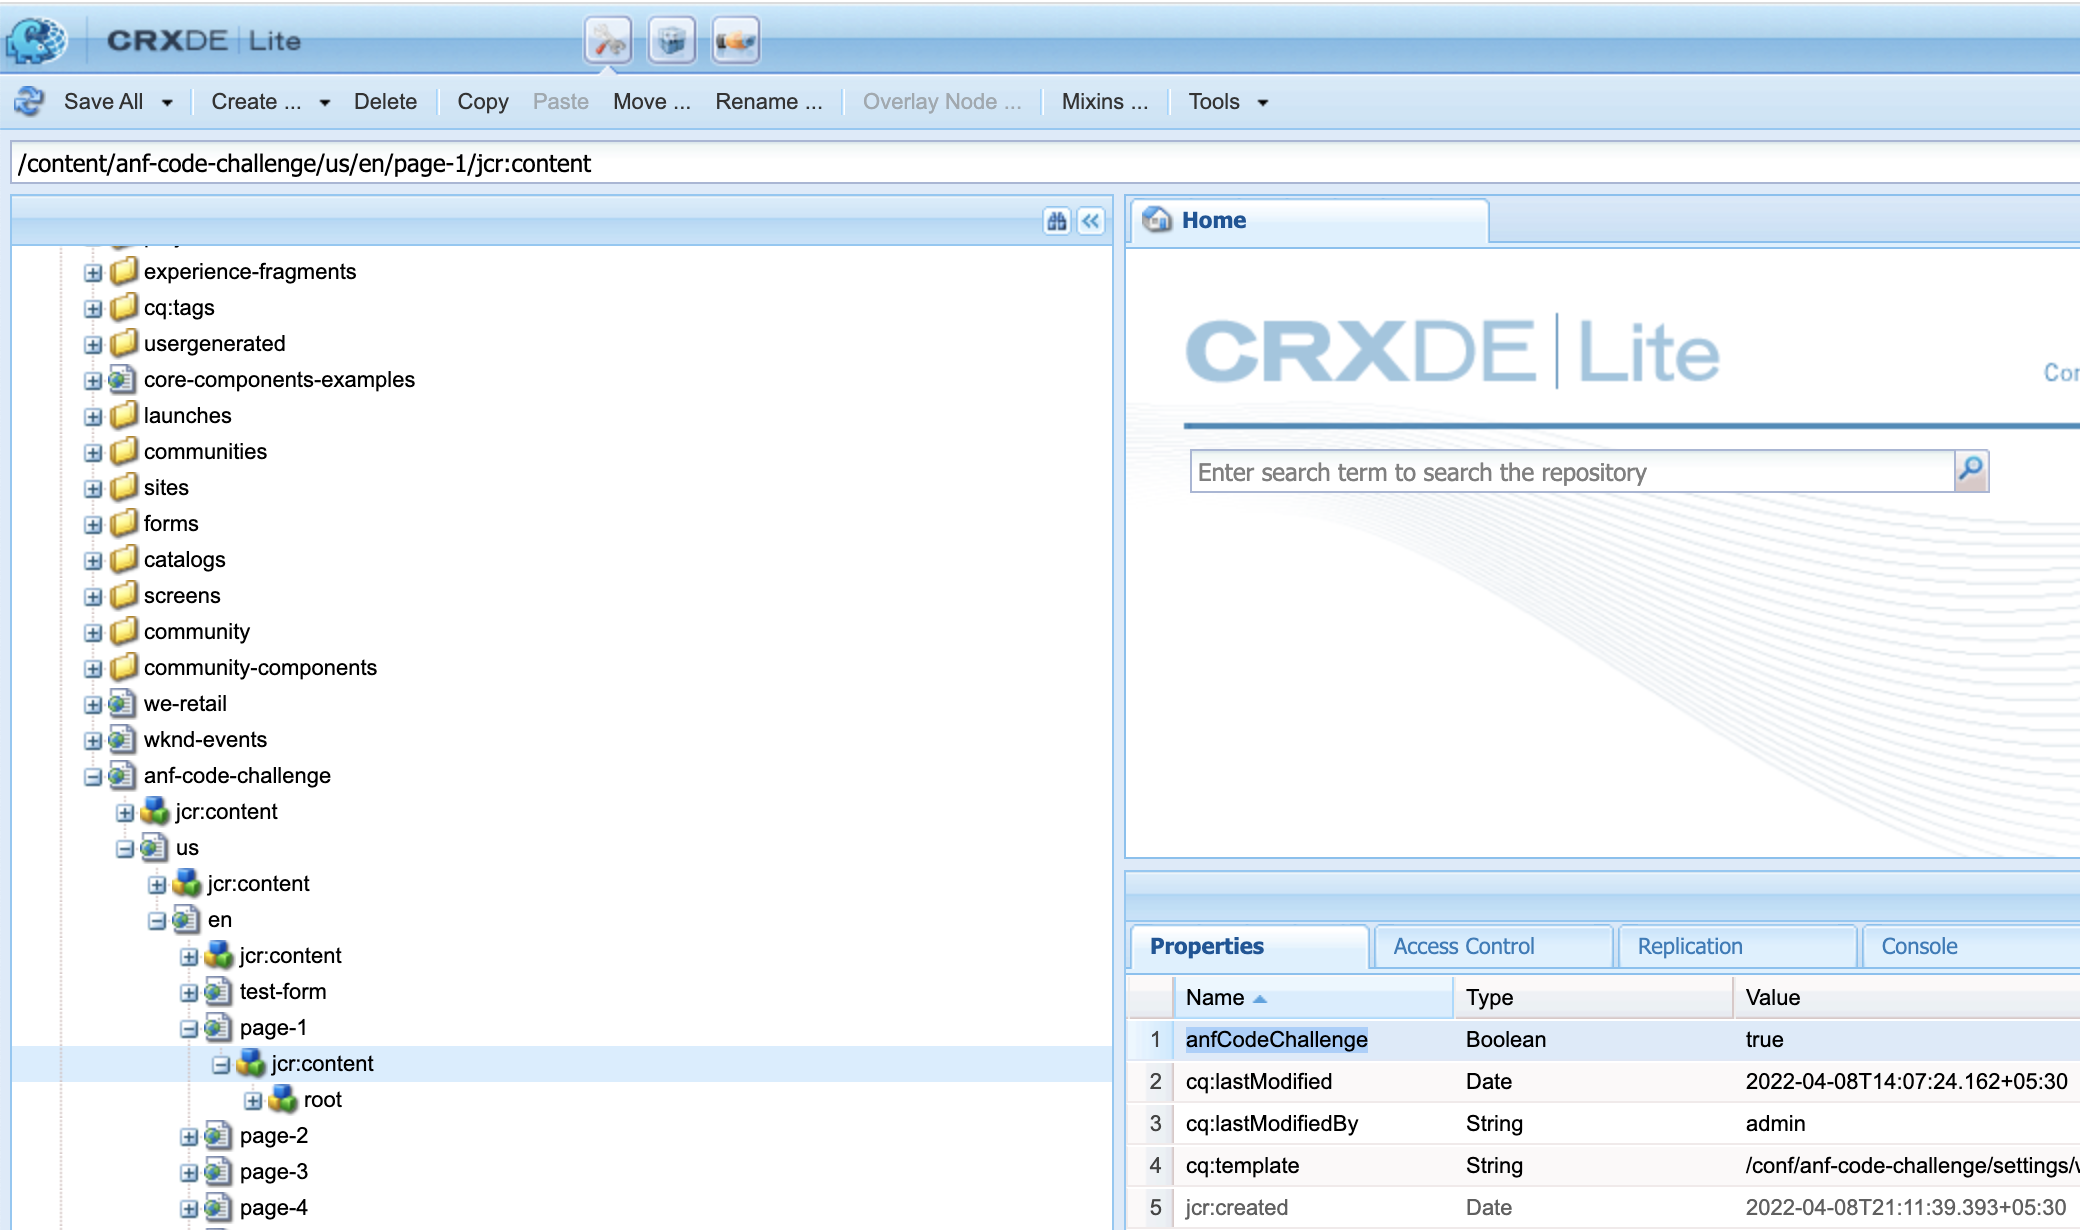 CRXDE | Lite
Save All Create ... Delete Copy Paste Move ... Rename ... Overlay Node ... Mixins ... Tools
/content/anf-code-challenge/us/en/page-1/jcr:content
experience-fragments
cq:tags
usergenerated
core-components-examples
launches
communities
sites
forms
catalogs
screens
community
community-components
we-retail
wknd-events
anf-code-challenge
jcr:content
us
jcr:content
en
jcr:content
test-form
page-1
jcr:content
root
page-2
page-3
page-4
Home
CRXDE | Lite
Enter search term to search the repository
Properties Access Control Replication Console
Name Type Value
1 anfCodeChallenge Boolean true
2 cq:lastModified Date 2022-04-08T14:07:24.162+05:30
3 cq:lastModifiedBy String admin
4 cq:template String /conf/anf-code-challenge/settings/
5 jcr:created Date 2022-04-08T21:11:39.393+05:30